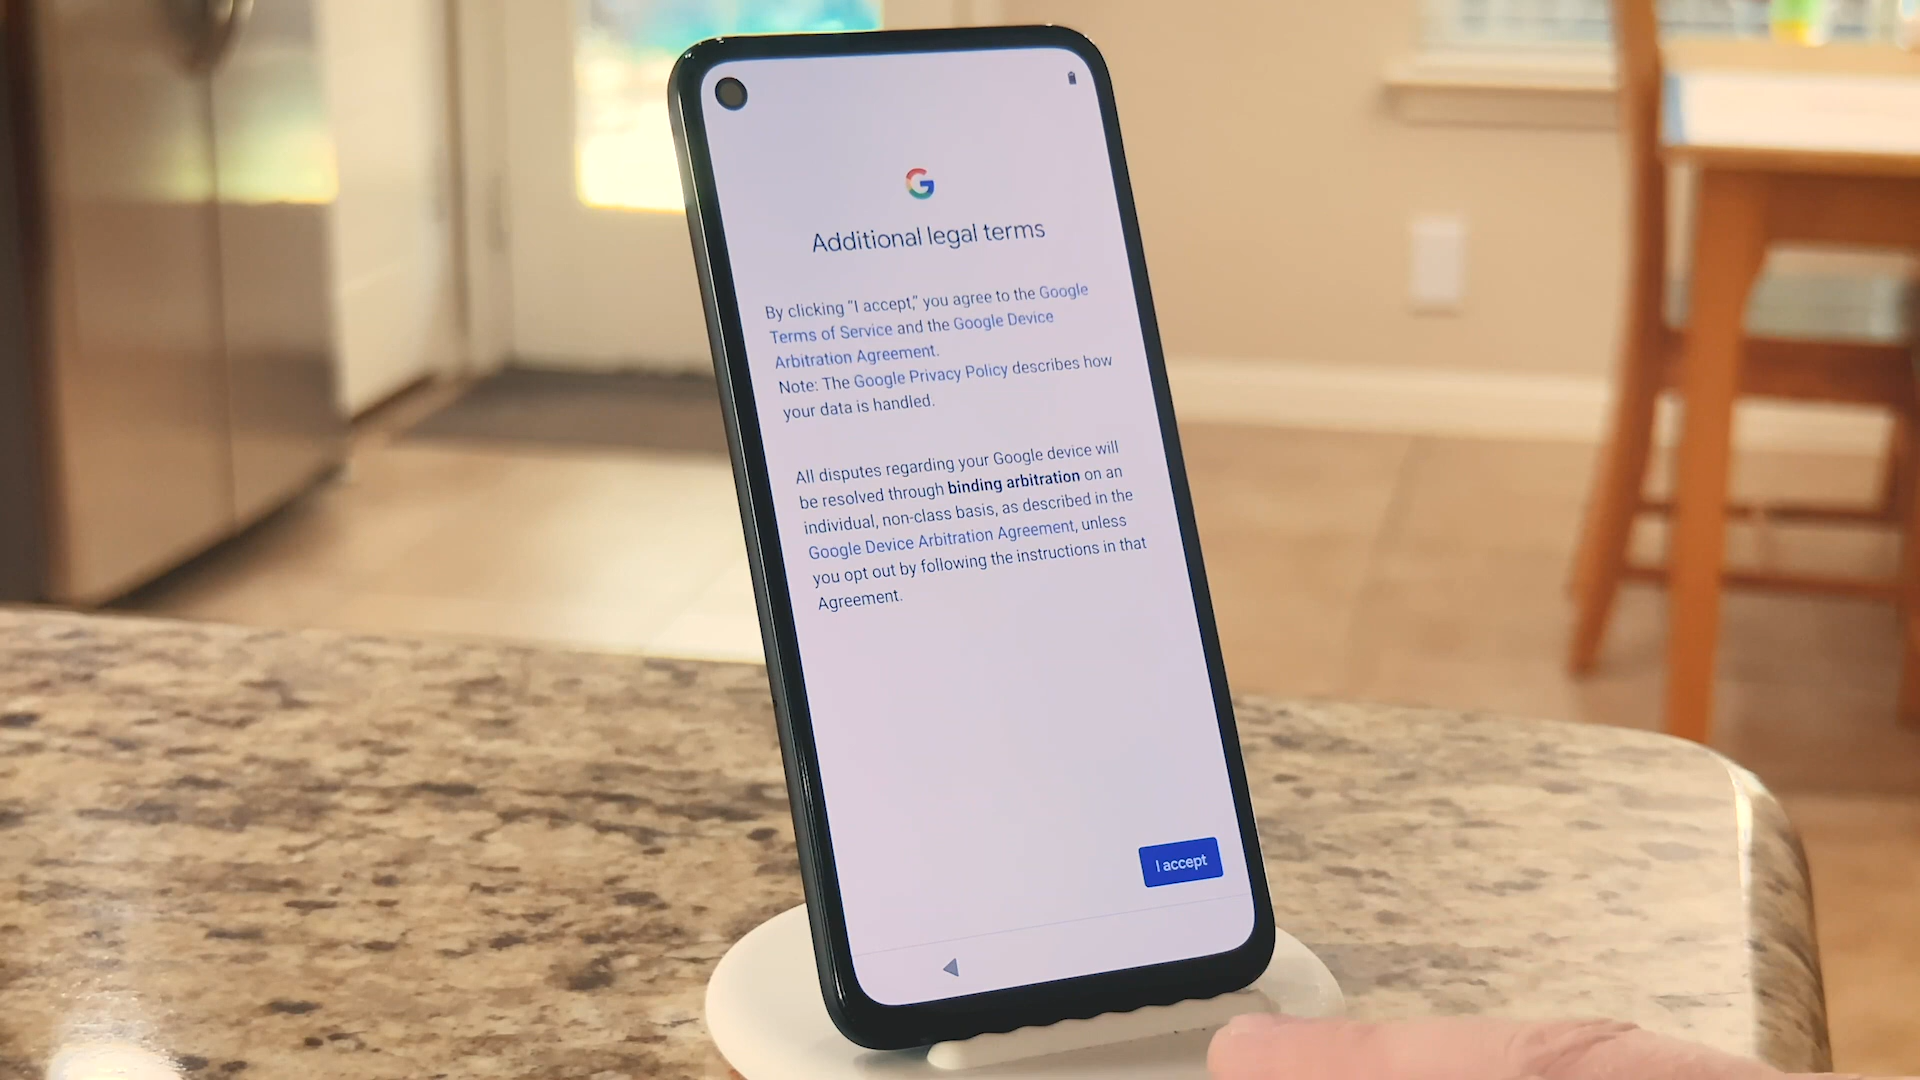 Additional legal terms
By clicking “I accept,” you agree to the Google
Terms of Service and the Google Device
Arbitration Agreement.
Note: The Google Privacy Policy describes how
your data is handled.
All disputes regarding your Google device will
be resolved through binding arbitration on an
individual, non-class basis, as described in the
Google Device Arbitration Agreement, unless
you opt out by following the instructions in that
Agreement.
I accept